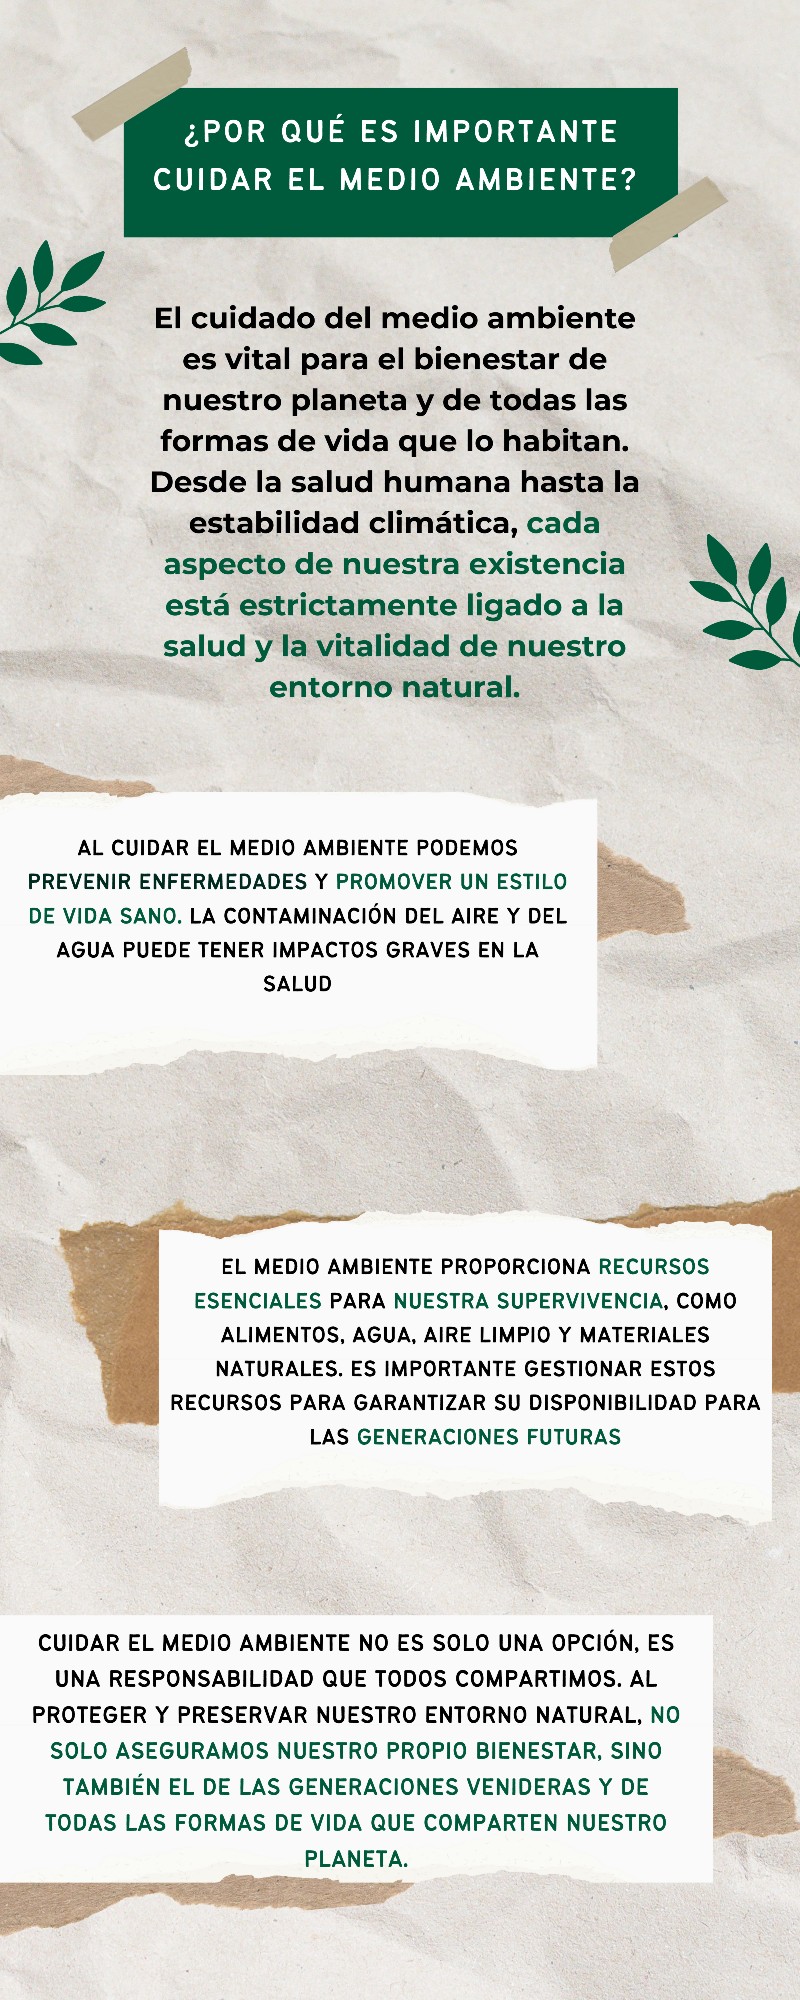 ¿POR QUÉ ES IMPORTANTE
CUIDAR EL MEDIO AMBIENTE?
El cuidado del medio ambiente
es vital para el bienestar de
nuestro planeta y de todas las
formas de vida que lo habitan.
Desde la salud humana hasta la
estabilidad climática, cada
aspecto de nuestra existencia
está estrictamente ligado a la
salud y la vitalidad de nuestro
entorno natural.
AL CUIDAR EL MEDIO AMBIENTE PODEMOS
PREVENIR ENFERMEDADES Y PROMOVER UN ESTILO
DE VIDA SANO. LA CONTAMINACIÓN DEL AIRE Y DEL
AGUA PUEDE TENER IMPACTOS GRAVES EN LA
SALUD
EL MEDIO AMBIENTE PROPORCIONA RECURSOS
ESENCIALES PARA NUESTRA SUPERVIVENCIA, COMO
ALIMENTOS, AGUA, AIRE LIMPIO Y MATERIALES
NATURALES. ES IMPORTANTE GESTIONAR ESTOS
RECURSOS PARA GARANTIZAR SU DISPONIBILIDAD PARA
LAS GENERACIONES FUTURAS
CUIDAR EL MEDIO AMBIENTE NO ES SOLO UNA OPCIÓN, ES
UNA RESPONSABILIDAD QUE TODOS COMPARTIMOS. AL
PROTEGER Y PRESERVAR NUESTRO ENTORNO NATURAL, NO
SOLO ASEGURAMOS NUESTRO PROPIO BIENESTAR, SINO
TAMBIÉN EL DE LAS GENERACIONES VENIDERAS Y DE
TODAS LAS FORMAS DE VIDA QUE COMPARTEN NUESTRO
PLANETA.